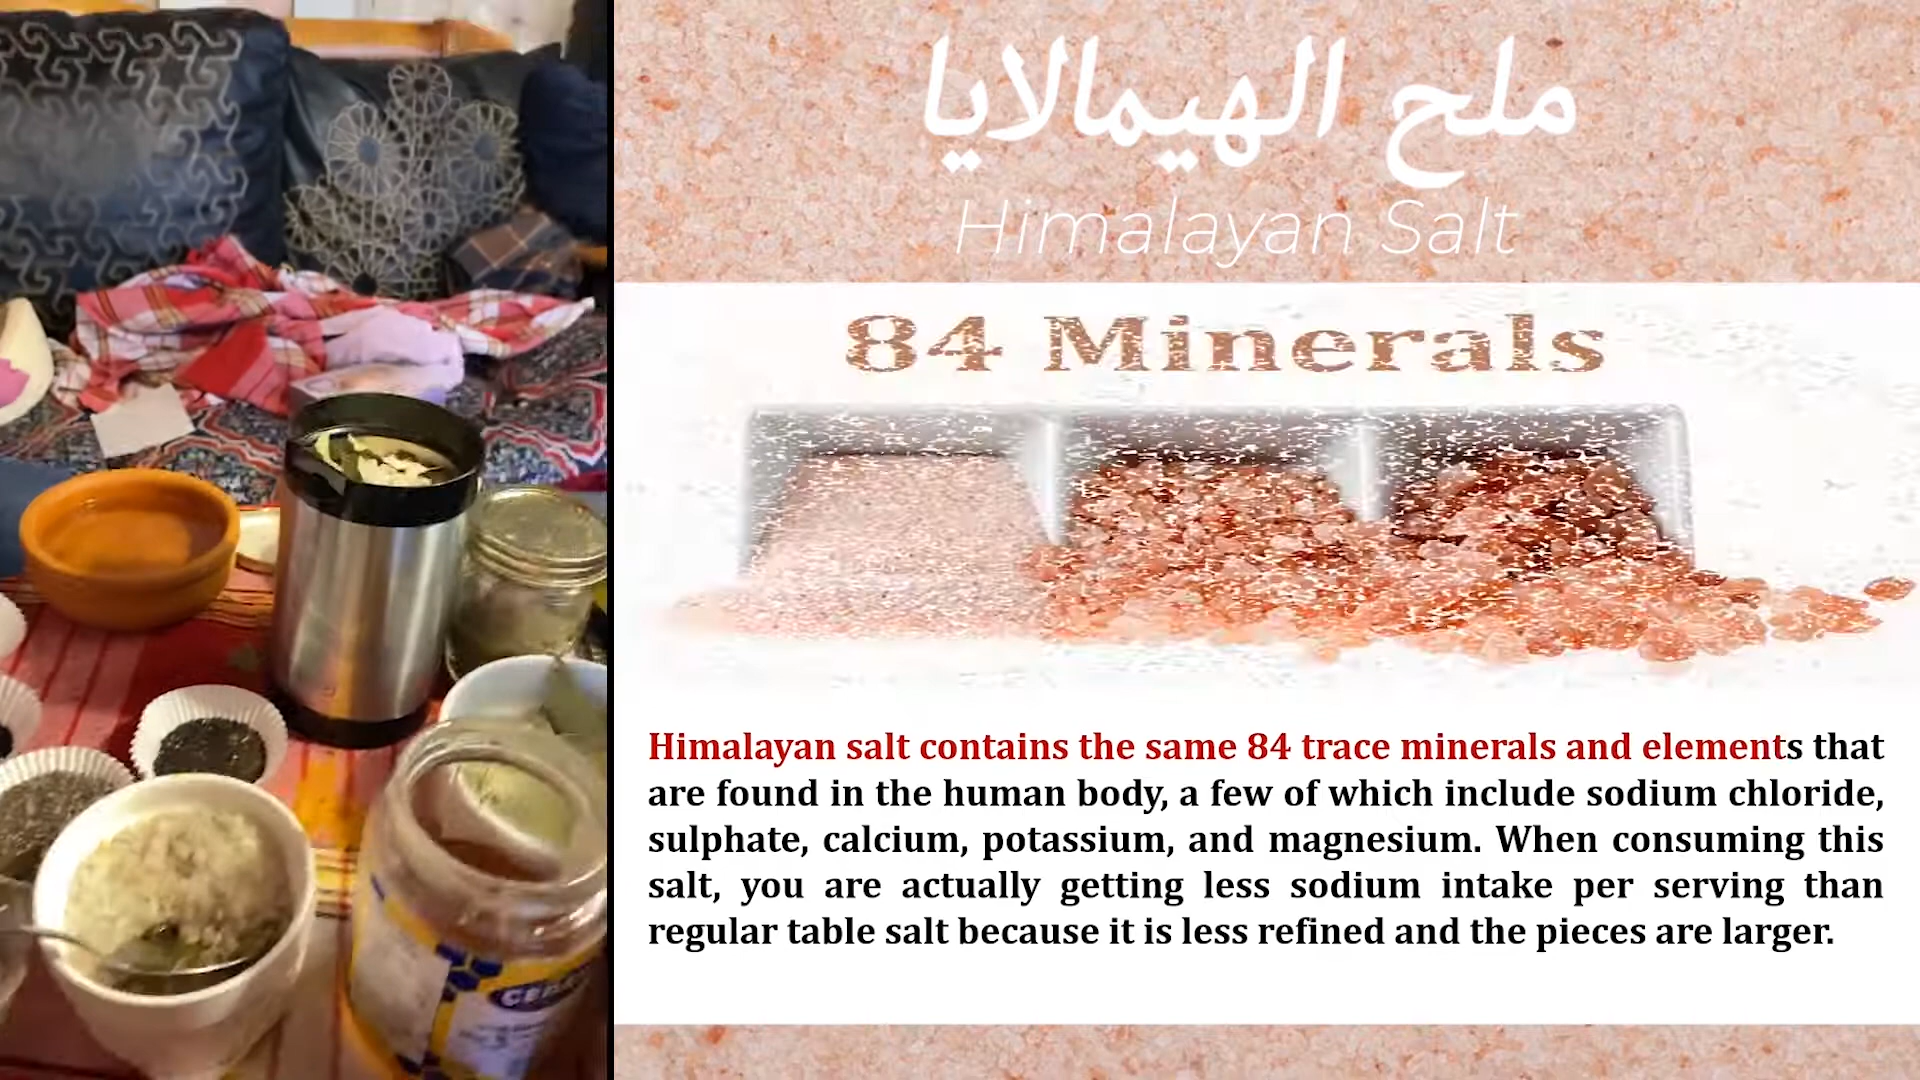 ملح الهيمالايا
Himalayan Salt
84 Minerals
Himalayan salt contains the same 84 trace minerals and elements that
are found in the human body, a few of which include sodium chloride,
sulphate, calcium, potassium, and magnesium. When consuming this
salt, you are actually getting less sodium intake per serving than
regular table salt because it is less refined and the pieces are larger.